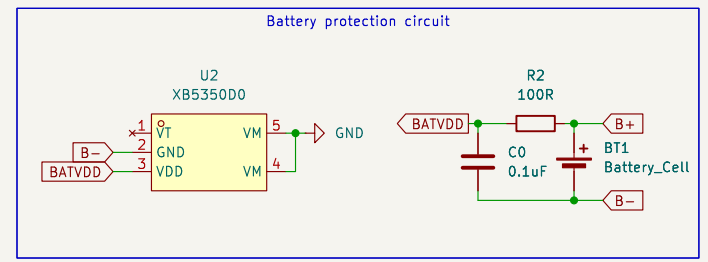 Battery protection circuit
U2
XB5350D0
1
VT
2
GND
3
VDD
VM
5
VM
4
B-
BATVDD
GND
R2
100R
BATVDD
B+
C0
0.1uF
+
BT1
Battery_Cell
B-